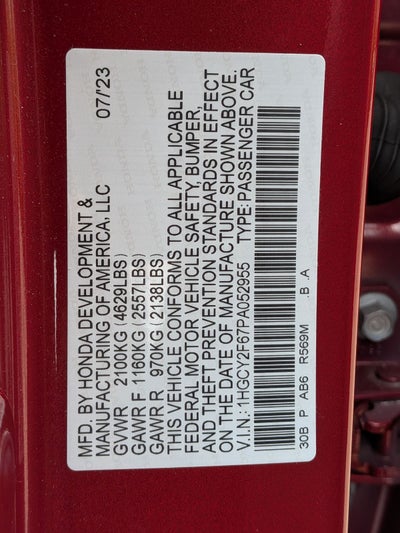 MFD. BY HONDA DEVELOPMENT &
MANUFACTURING OF AMERICA, LLC 07/'23
GVWR 2100KG (4629LBS)
GAWR F 1160KG (2557LBS)
GAWR R 970KG (2138LBS)
THIS VEHICLE CONFORMS TO ALL APPLICABLE
FEDERAL MOTOR VEHICLE SAFETY, BUMPER,
AND THEFT PREVENTION STANDARDS IN EFFECT
ON THE DATE OF MANUFACTURE SHOWN ABOVE.
V.I.N.: 1HGCY2F67PA052955 TYPE: PASSENGER CAR
30B P AB6 R569M .B .A